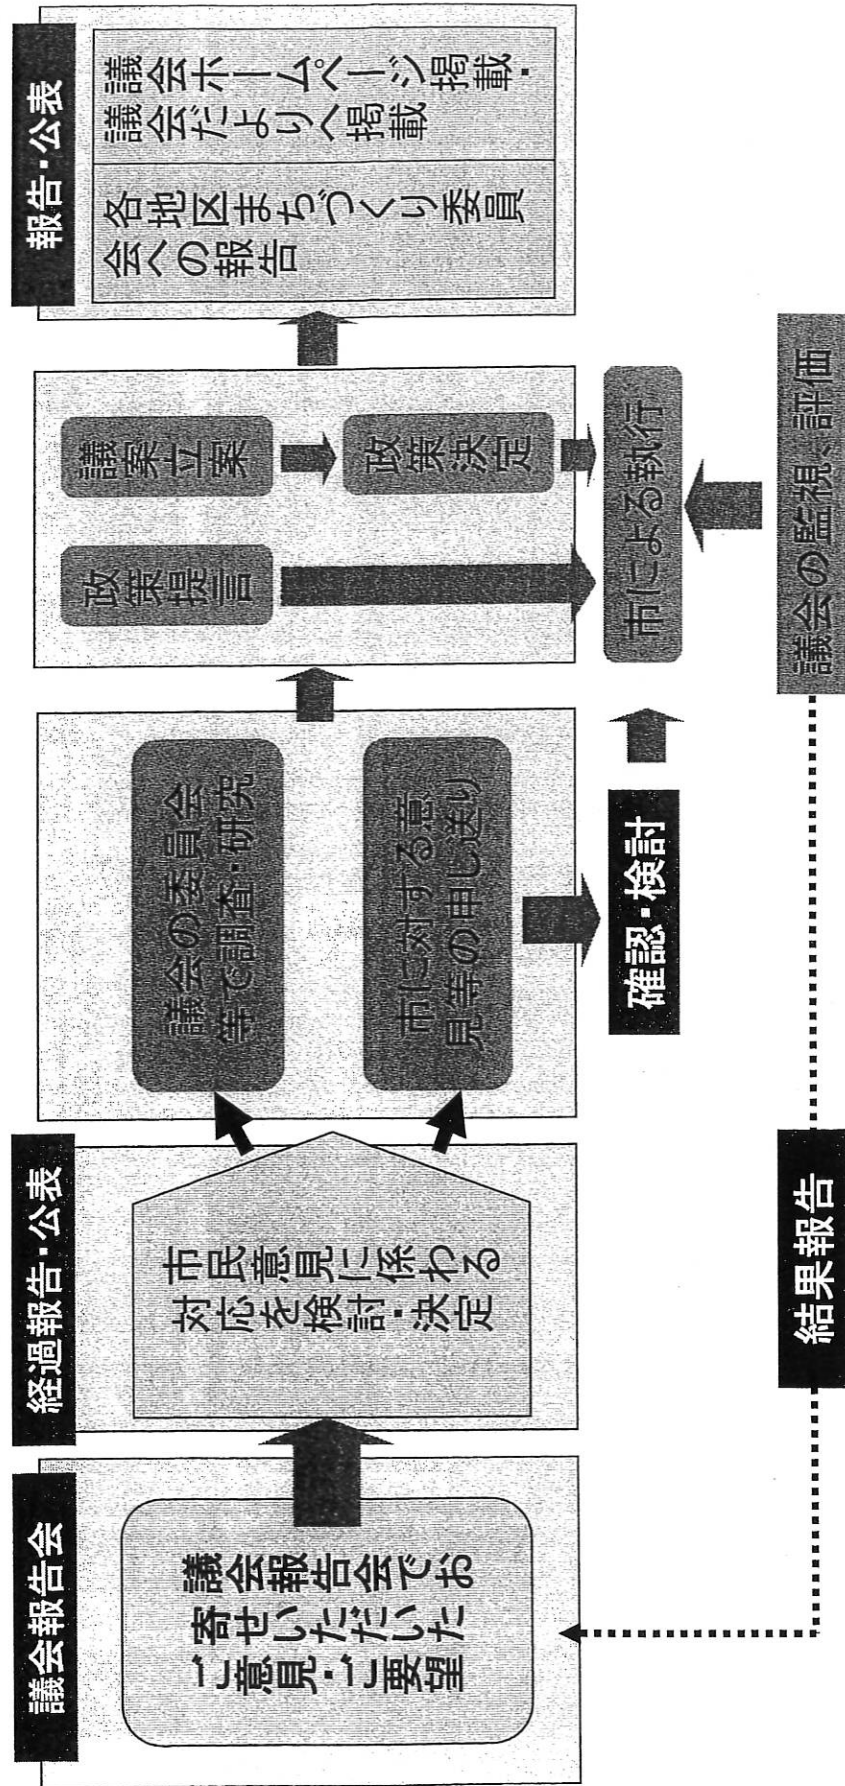 議会報告会
議会報告会でお
寄せいただいた
ご意見・ご要望
経過報告・公表
市民意見に係わる
対応を検討・決定
議会の委員会
等で調査・研究
市に対する意
見等の申し送り
確認・検討
政策提言
議案立案
政策決定
市による執行
報告・公表
議会ホームページ掲載・
議会だよりへ掲載
各地区まちづくり委員
会への報告
議会の監視、評価
結果報告